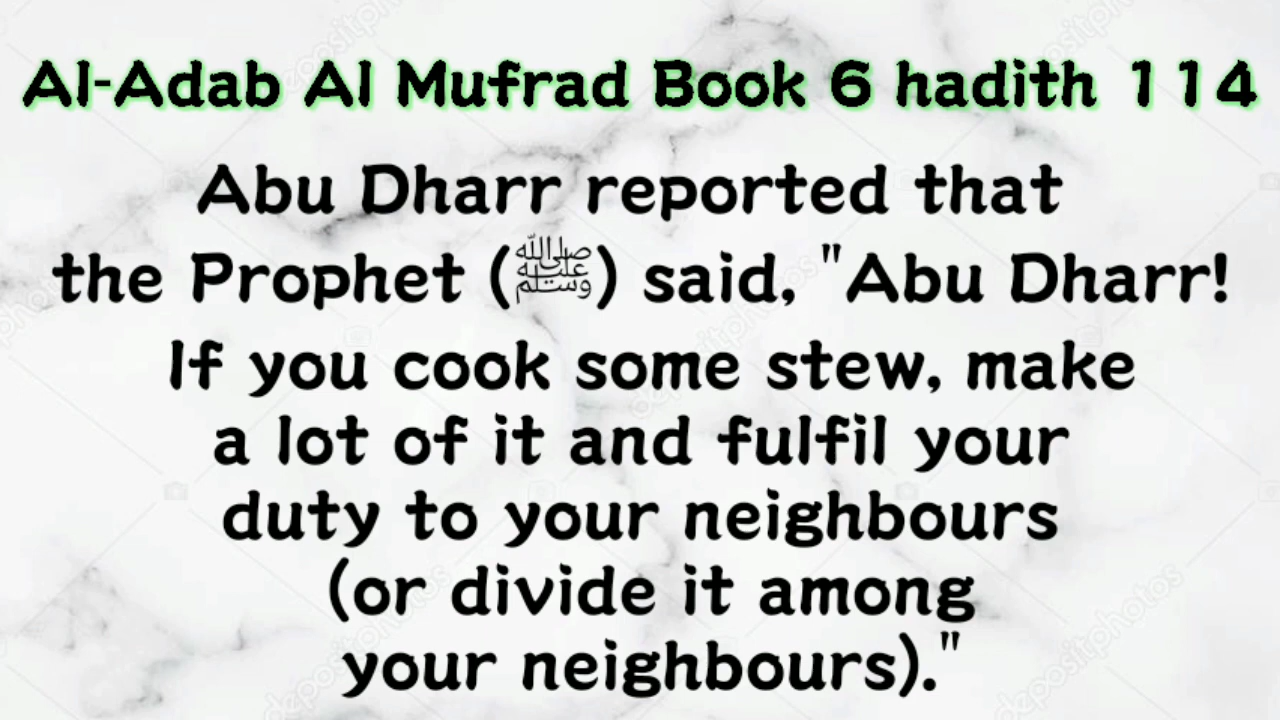 Al-Adab Al Mufrad Book 6 hadith 114
Abu Dharr reported that
the Prophet (ﷺ) said, "Abu Dharr!
If you cook some stew, make
a lot of it and fulfil your
duty to your neighbours
(or divide it among
your neighbours)."